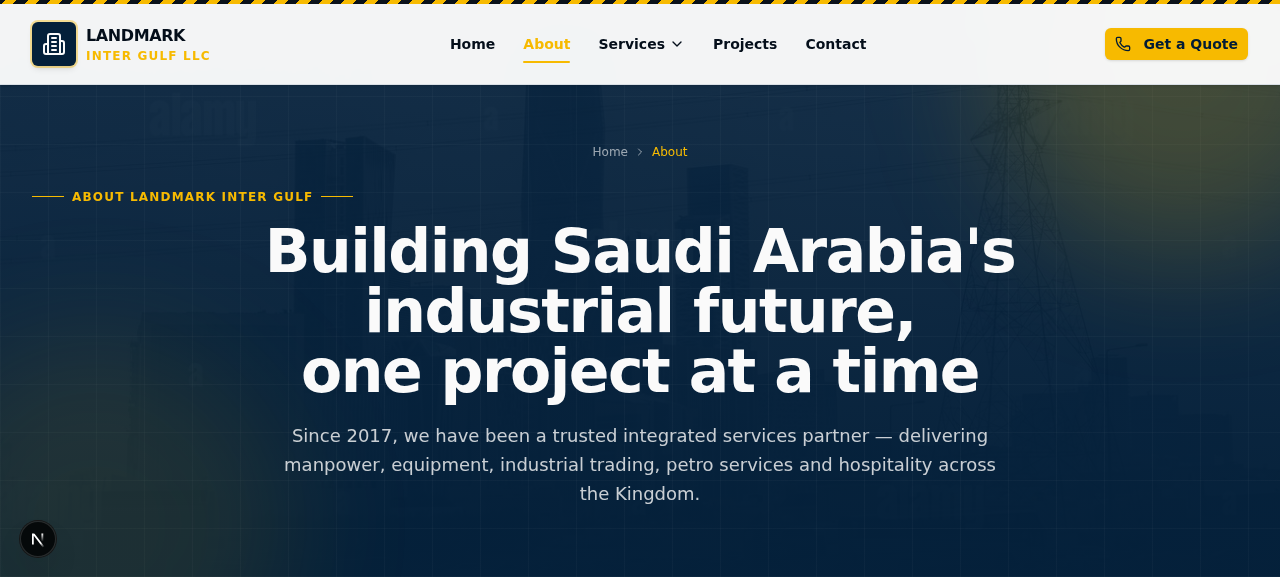 LANDMARK
INTER GULF LLC
Home
About
Services
Projects
Contact
Get a Quote
alamy
a
a
Home
About
ABOUT LANDMARK INTER GULF
Building Saudi Arabia's
industrial future,
one project at a time
Since 2017, we have been a trusted integrated services partner — delivering
manpower, equipment, industrial trading, petro services and hospitality across
the Kingdom.
N